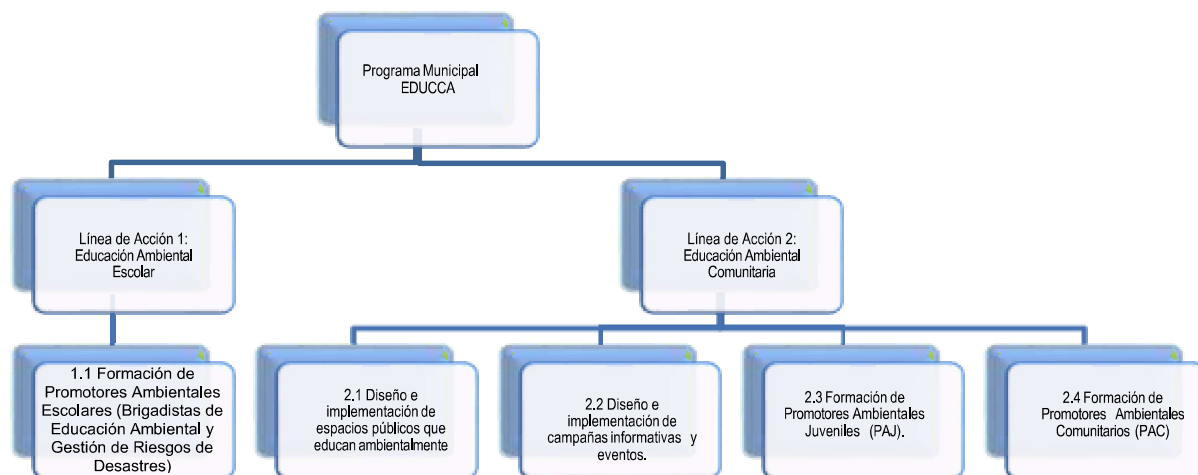 Programa Municipal
EDUCCA
Línea de Acción 1:
Educación Ambiental
Escolar
Línea de Acción 2:
Educación Ambiental
Comunitaria
1.1 Formación de
Promotores Ambientales
Escolares (Brigadistas de
Educación Ambiental y
Gestión de Riesgos de
Desastres)
2.1 Diseño e
implementación de
espacios públicos que
educan ambientalmente
2.2 Diseño e
implementación de
campañas informativas y
eventos.
2.3 Formación de
Promotores Ambientales
Juveniles (PAJ).
2.4 Formación de
Promotores Ambientales
Comunitarios (PAC)